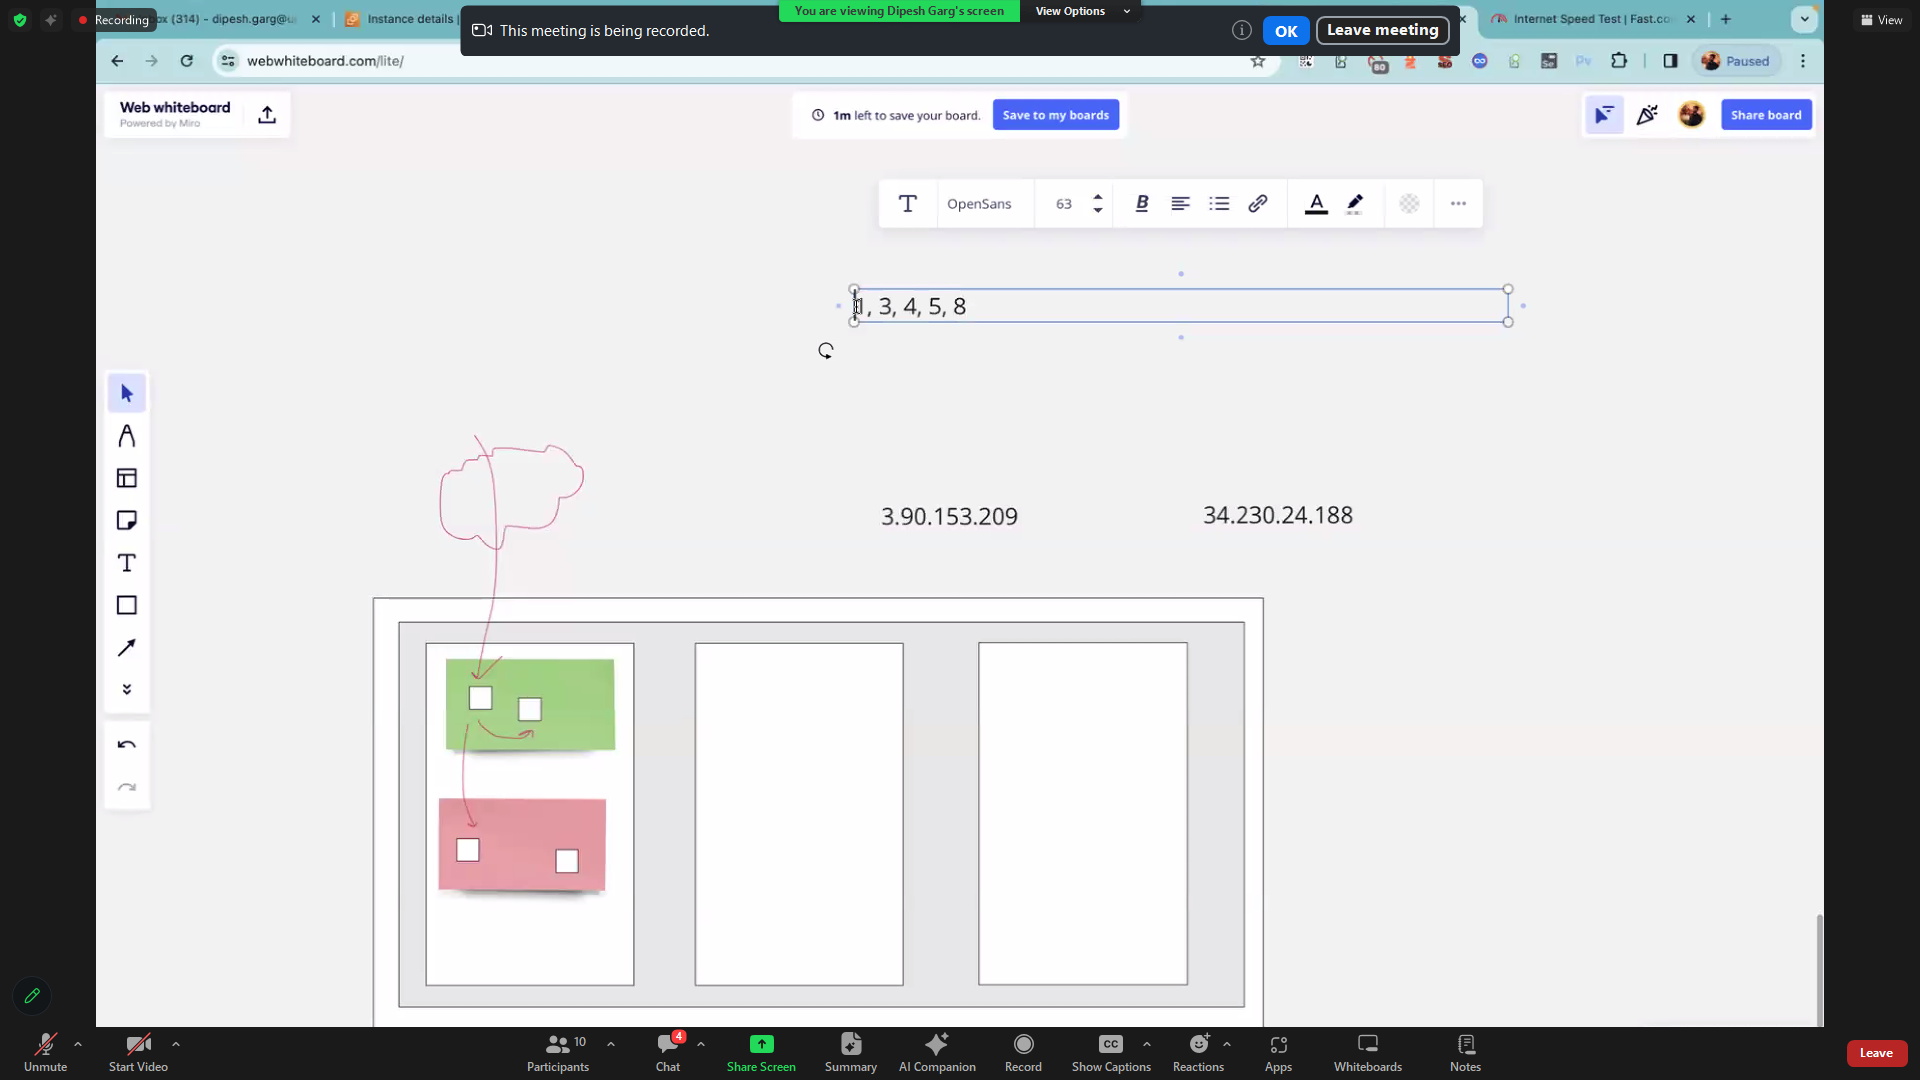 Recording
ox (314) - dipesh.garg@u
Instance details |
This meeting is being recorded.
You are viewing Dipesh Garg's screen
View Options
OK
Leave meeting
Internet Speed Test | Fast.co
View
webwhiteboard.com/lite/
80
Paused
Web whiteboard
Powered by Miro
1m left to save your board.
Save to my boards
Share board
OpenSans
63
1, 3, 4, 5, 8
3.90.153.209
34.230.24.188
Unmute
Start Video
Participants
10
Chat
4
Share Screen
Summary
AI Companion
Record
CC
Show Captions
Reactions
Apps
Whiteboards
Notes
Leave